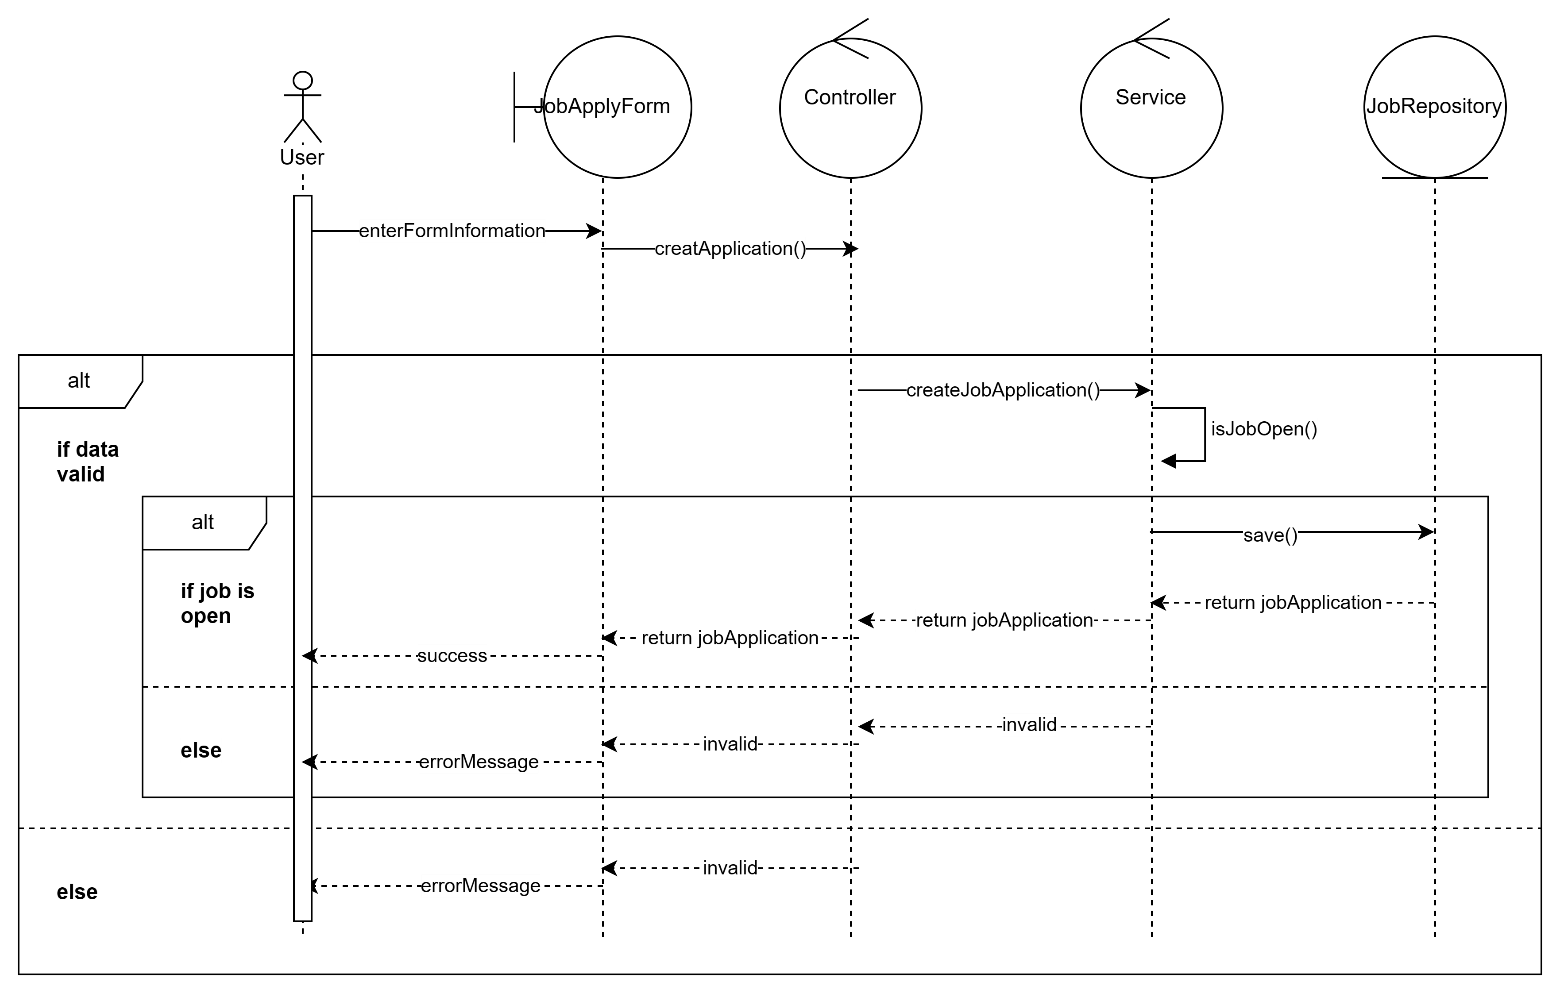 JobApplyForm
Controller
Service
JobRepository
User
enterFormInformation
creatApplication()
alt
createJobApplication()
isJobOpen()
if data
valid
alt
save()
if job is
open
return jobApplication
return jobApplication
return jobApplication
success
invalid
invalid
else
errorMessage
invalid
errorMessage
else